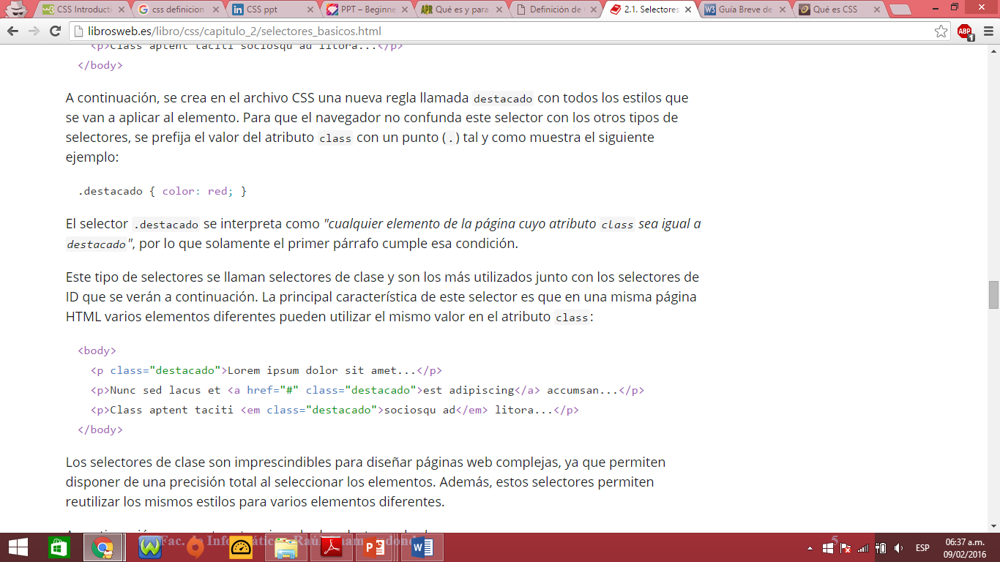 CSS Introducti
css definicion
CSS ppt
PPT – Beginne
Qué es y para
Definición de
2.1. Selectores
Guía Breve de
Qué es CSS
librosweb.es/libro/css/capitulo_2/selectores_basicos.html
ABP
1
<p>Class aptent taciti sociosqu ad litora...</p>
</body>
A continuación, se crea en el archivo CSS una nueva regla llamada destacado con todos los estilos que
se van a aplicar al elemento. Para que el navegador no confunda este selector con los otros tipos de
selectores, se prefija el valor del atributo class con un punto (.) tal y como muestra el siguiente
ejemplo:
.destacado { color: red; }
El selector .destacado se interpreta como "cualquier elemento de la página cuyo atributo class sea igual a
destacado", por lo que solamente el primer párrafo cumple esa condición.
Este tipo de selectores se llaman selectores de clase y son los más utilizados junto con los selectores de
ID que se verán a continuación. La principal característica de este selector es que en una misma página
HTML varios elementos diferentes pueden utilizar el mismo valor en el atributo class:
<body>
<p class="destacado">Lorem ipsum dolor sit amet...</p>
<p>Nunc sed lacus et <a href="#" class="destacado">est adipiscing</a> accumsan...</p>
<p>Class aptent taciti <em class="destacado">sociosqu ad</em> litora...</p>
</body>
Los selectores de clase son imprescindibles para diseñar páginas web complejas, ya que permiten
disponer de una precisión total al seleccionar los elementos. Además, estos selectores permiten
reutilizar los mismos estilos para varios elementos diferentes.
Fac. de
5
ESP
06:37 a.m.
09/02/2016